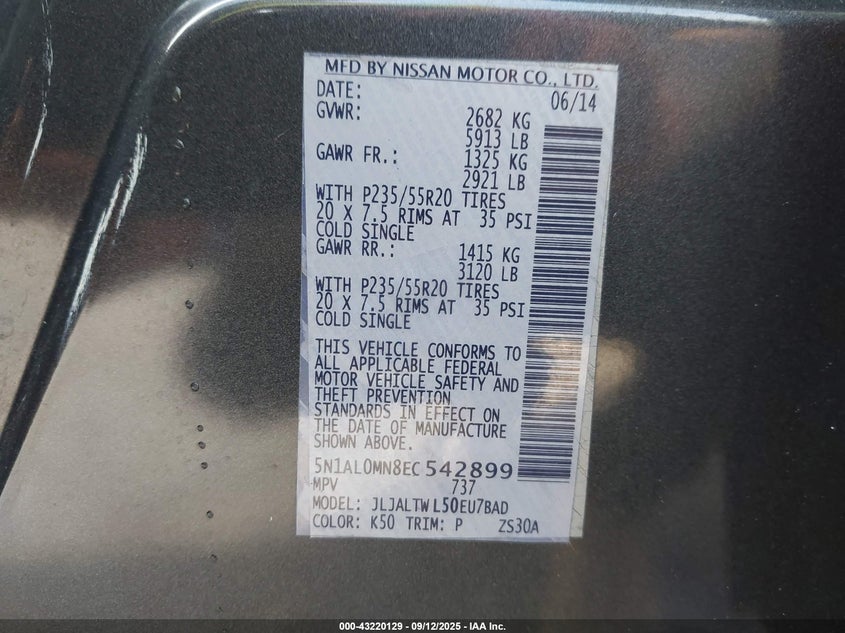 MFD BY NISSAN MOTOR CO., LTD.
DATE: 06/14
GVWR: 2682 KG
5913 LB
GAWR FR.: 1325 KG
2921 LB
WITH P235/55R20 TIRES
20 X 7.5 RIMS AT 35 PSI
COLD SINGLE
GAWR RR.: 1415 KG
3120 LB
WITH P235/55R20 TIRES
20 X 7.5 RIMS AT 35 PSI
COLD SINGLE
THIS VEHICLE CONFORMS TO
ALL APPLICABLE FEDERAL
MOTOR VEHICLE SAFETY AND
THEFT PREVENTION
STANDARDS IN EFFECT ON
THE DATE OF MANUFACTURE
SHOWN ABOVE.
5N1AL0MN8EC542899
MPV 737
MODEL: JLJALTWL50EU7BAD
COLOR: K50 TRIM: P ZS30A
000-43220129 - 09/12/2025 - IAA Inc.